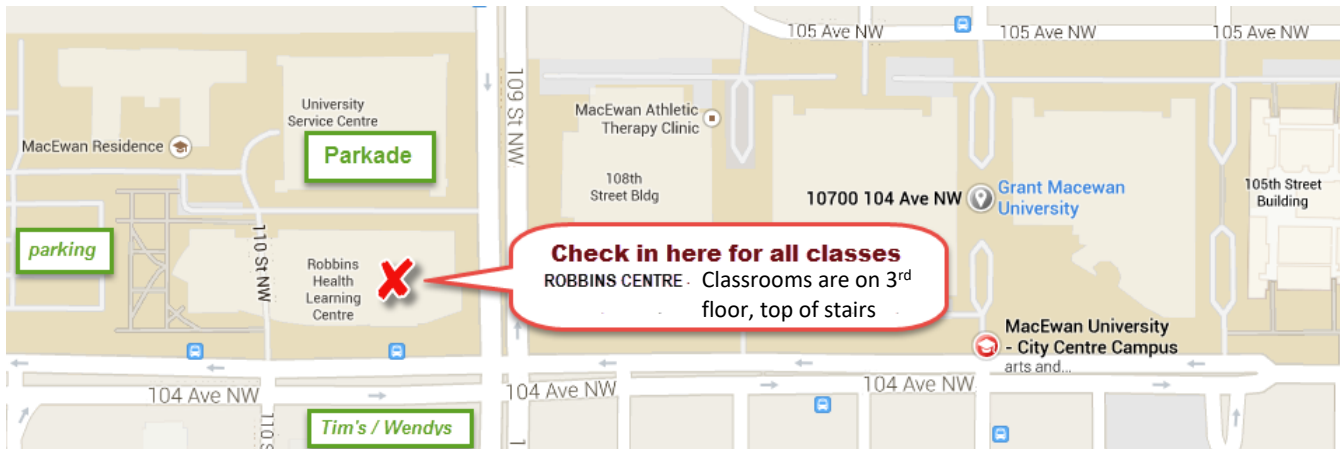 105 Ave NW
105 Ave NW
105 Ave NW
University
Service Centre
Parkade
MacEwan Residence
109 St NW
MacEwan Athletic
Therapy Clinic
108th
Street Bldg
10700 104 Ave NW
Grant Macewan
University
105th Street
Building
parking
110 St NW
Robbins
Health
Learning
Centre
X
Check in here for all classes
ROBBINS CENTRE - Classrooms are on 3rd
floor, top of stairs
MacEwan University
- City Centre Campus
arts and...
104 Ave NW
104 Ave NW
104 Ave NW
Tim's / Wendys
110S
1